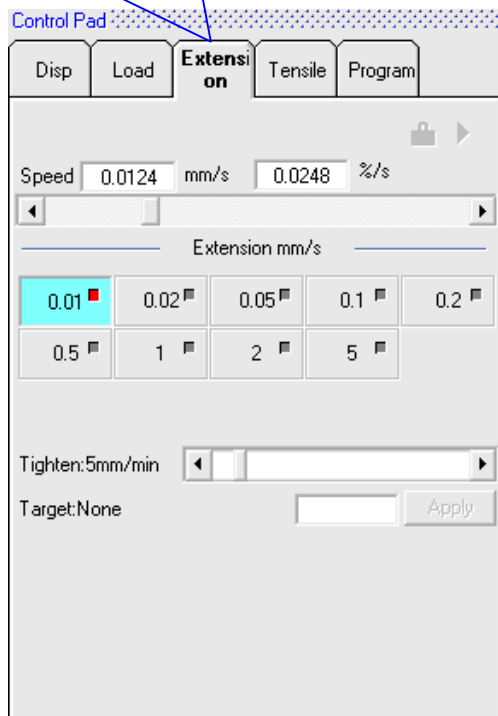 Control Pad
Disp Load Extensi on Tensile Program
Speed 0.0124 mm/s 0.0248 %/s
Extension mm/s
0.01 0.02 0.05 0.1 0.2
0.5 1 2 5
Tighten:5mm/min
Target:None Apply